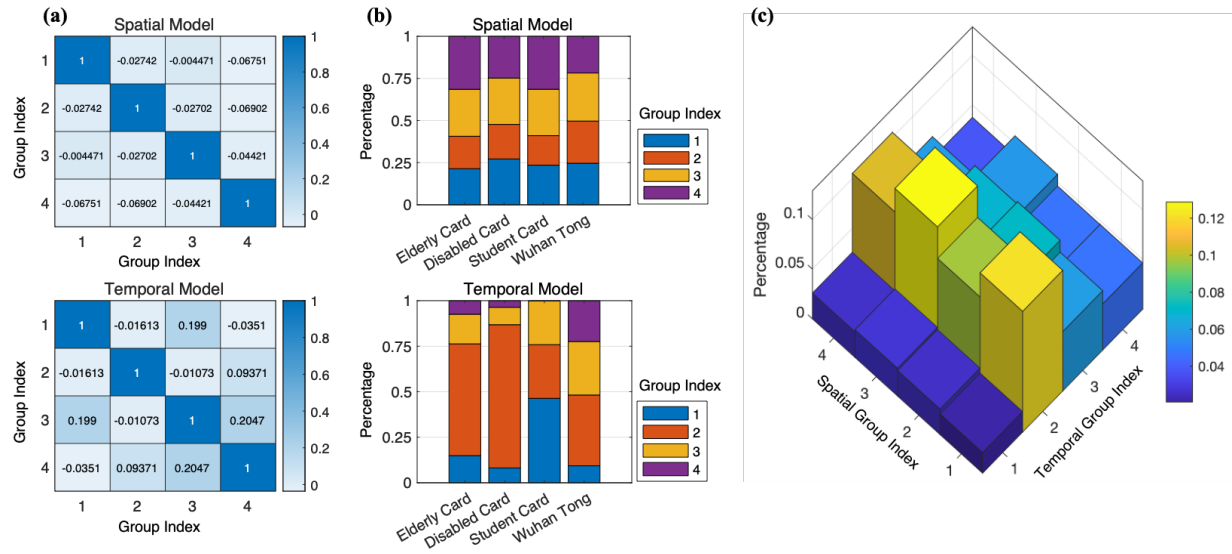 (a)
Spatial Model
1
2
3
4
Group Index
1 -0.02742 -0.004471 -0.06751
-0.02742 1 -0.02702 -0.06902
-0.004471 -0.02702 1 -0.04421
-0.06751 -0.06902 -0.04421 1
1 2 3 4
Group Index
1
0.8
0.6
0.4
0.2
0
Temporal Model
1
2
3
4
Group Index
1 -0.01613 0.199 -0.0351
-0.01613 1 -0.01073 0.09371
0.199 -0.01073 1 0.2047
-0.0351 0.09371 0.2047 1
1 2 3 4
Group Index
1
0.8
0.6
0.4
0.2
0
(b)
Spatial Model
Percentage
1
0.75
0.5
0.25
0
Elderly Card
Disabled Card
Student Card
Wuhan Tong
Group Index
1
2
3
4
Temporal Model
Percentage
1
0.75
0.5
0.25
0
Elderly Card
Disabled Card
Student Card
Wuhan Tong
Group Index
1
2
3
4
(c)
Percentage
0.1
0.05
0
4
3
2
1
Spatial Group Index
1
2
3
4
Temporal Group Index
0.12
0.1
0.08
0.06
0.04